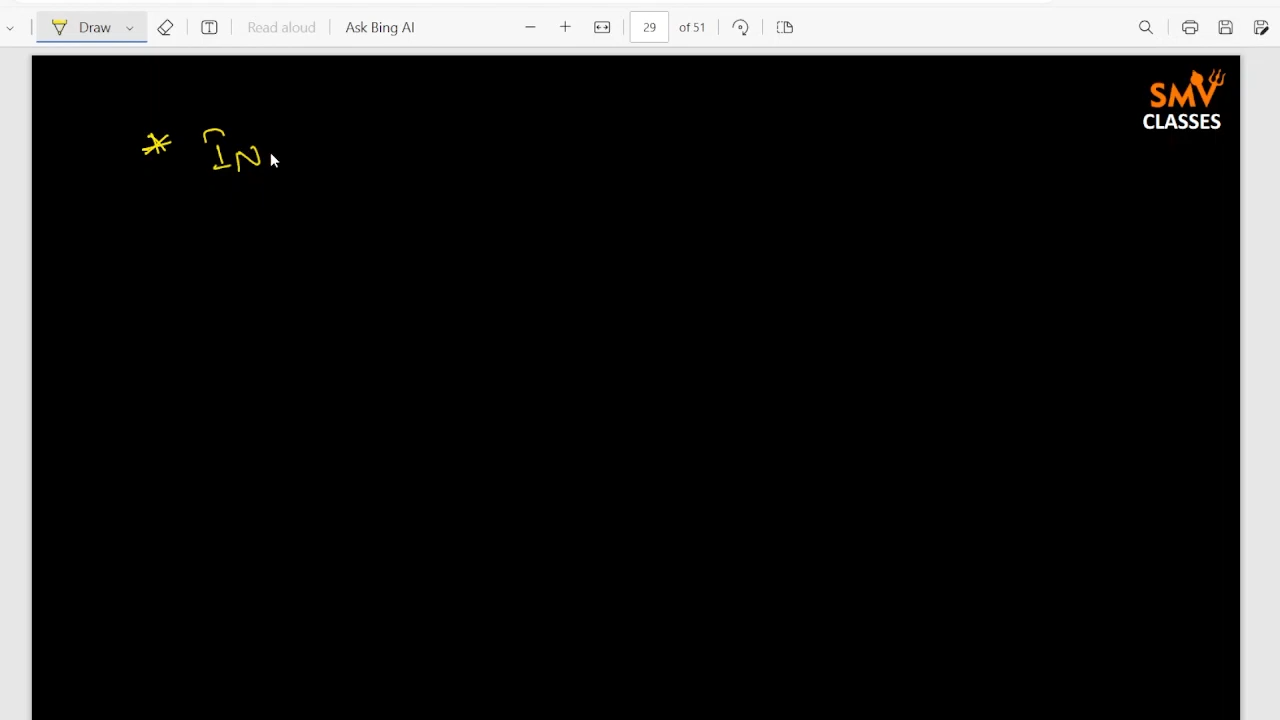 Draw
Read aloud
Ask Bing AI
29 of 51
SMV
CLASSES
* IN